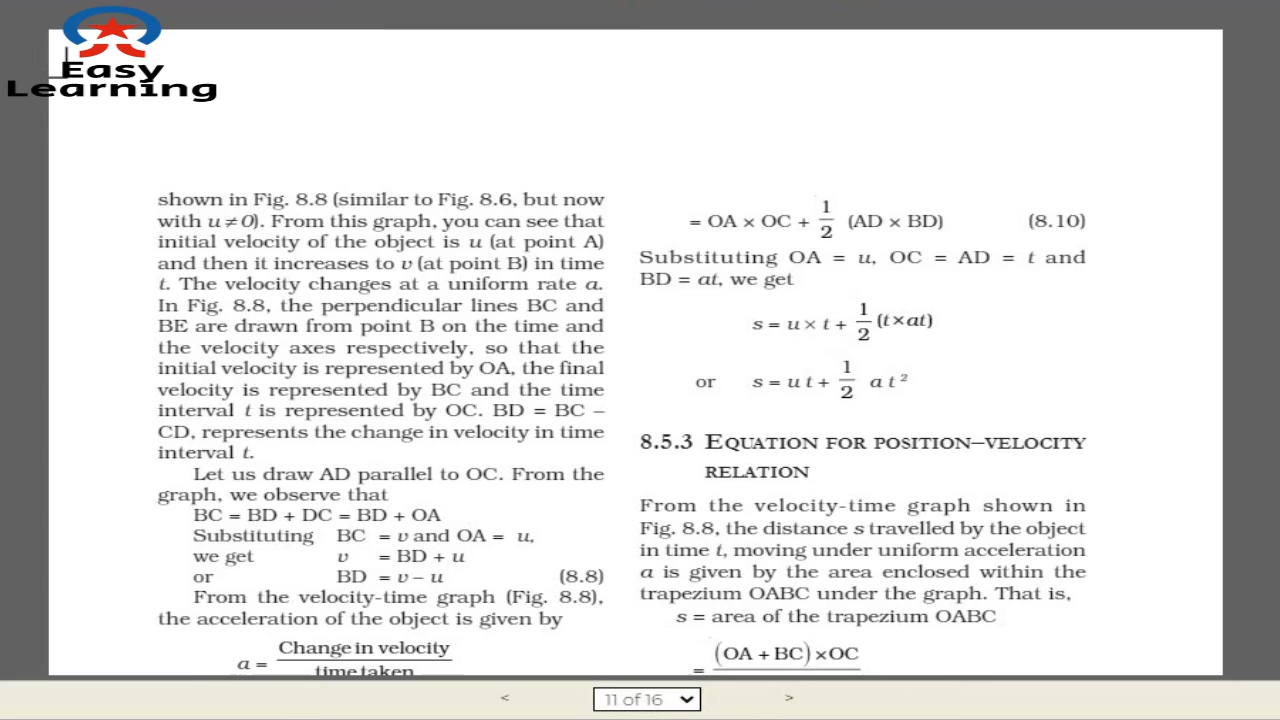 Easy
Learning
shown in Fig. 8.8 (similar to Fig. 8.6, but now
with u ≠ 0). From this graph, you can see that
initial velocity of the object is u (at point A)
and then it increases to v (at point B) in time
t. The velocity changes at a uniform rate a.
In Fig. 8.8, the perpendicular lines BC and
BE are drawn from point B on the time and
the velocity axes respectively, so that the
initial velocity is represented by OA, the final
velocity is represented by BC and the time
interval t is represented by OC. BD = BC –
CD, represents the change in velocity in time
interval t.
Let us draw AD parallel to OC. From the
graph, we observe that
BC = BD + DC = BD + OA
Substituting BC = v and OA = u,
we get v = BD + u
or BD = v – u (8.8)
From the velocity-time graph (Fig. 8.8),
the acceleration of the object is given by
a = Change in velocity
time taken
= OA × OC + 1/2 (AD × BD) (8.10)
Substituting OA = u, OC = AD = t and
BD = at, we get
s = u × t + 1/2 (t×at)
or s = u t + 1/2 a t²
8.5.3 EQUATION FOR POSITION–VELOCITY
RELATION
From the velocity-time graph shown in
Fig. 8.8, the distance s travelled by the object
in time t, moving under uniform acceleration
a is given by the area enclosed within the
trapezium OABC under the graph. That is,
s = area of the trapezium OABC
= (OA + BC) × OC
< 11 of 16 >